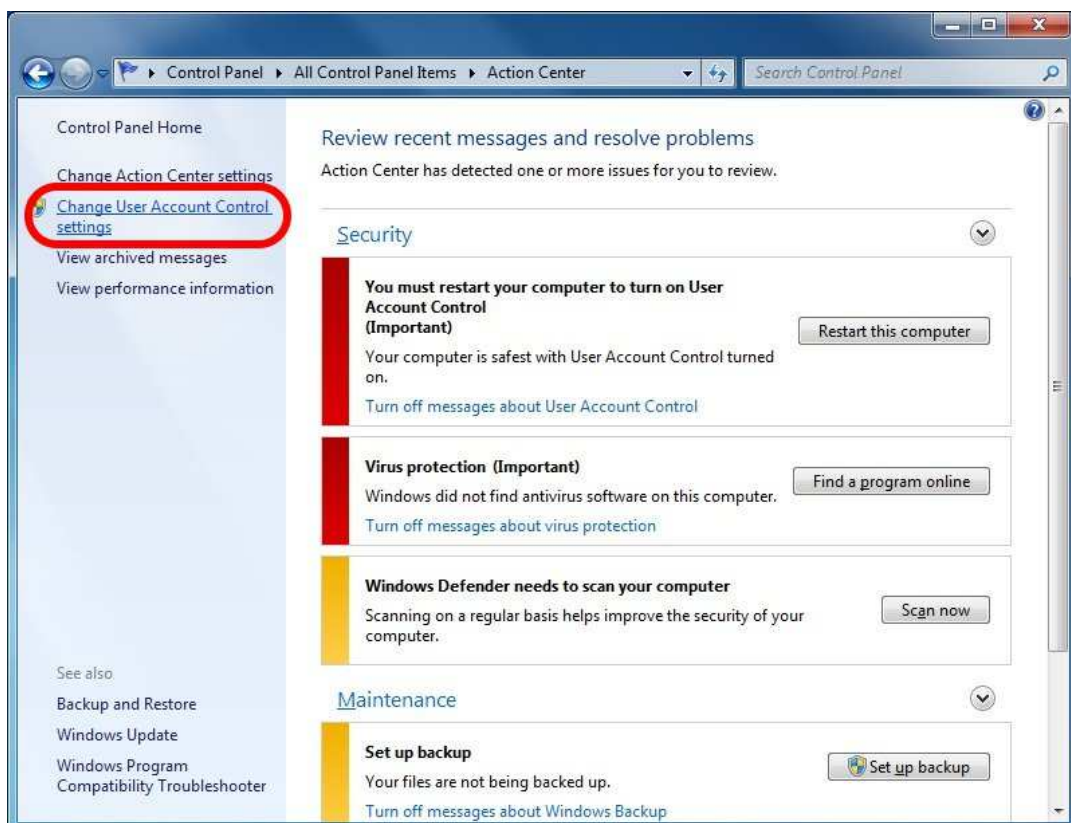 Control Panel ▸ All Control Panel Items ▸ Action Center
Search Control Panel
Control Panel Home
Change Action Center settings
Change User Account Control
settings
View archived messages
View performance information
See also
Backup and Restore
Windows Update
Windows Program
Compatibility Troubleshooter
Review recent messages and resolve problems
Action Center has detected one or more issues for you to review.
Security
You must restart your computer to turn on User
Account Control
(Important)
Your computer is safest with User Account Control turned
on.
Turn off messages about User Account Control
Restart this computer
Virus protection (Important)
Windows did not find antivirus software on this computer.
Turn off messages about virus protection
Find a program online
Windows Defender needs to scan your computer
Scanning on a regular basis helps improve the security of your
computer.
Scan now
Maintenance
Set up backup
Your files are not being backed up.
Turn off messages about Windows Backup
Set up backup